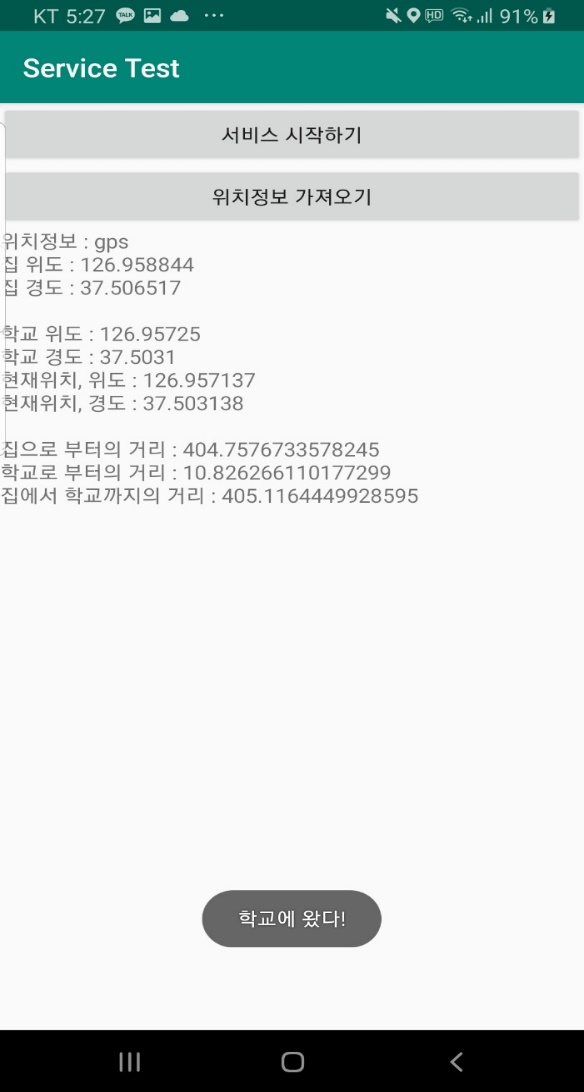 KT 5:27
HD 91%
Service Test
서비스 시작하기
위치정보 가져오기
위치정보 : gps
집 위도 : 126.958844
집 경도 : 37.506517
학교 위도 : 126.95725
학교 경도 : 37.5031
현재위치, 위도 : 126.957137
현재위치, 경도 : 37.503138
집으로 부터의 거리 : 404.7576733578245
학교로 부터의 거리 : 10.826266110177299
집에서 학교까지의 거리 : 405.1164449928595
학교에 왔다!